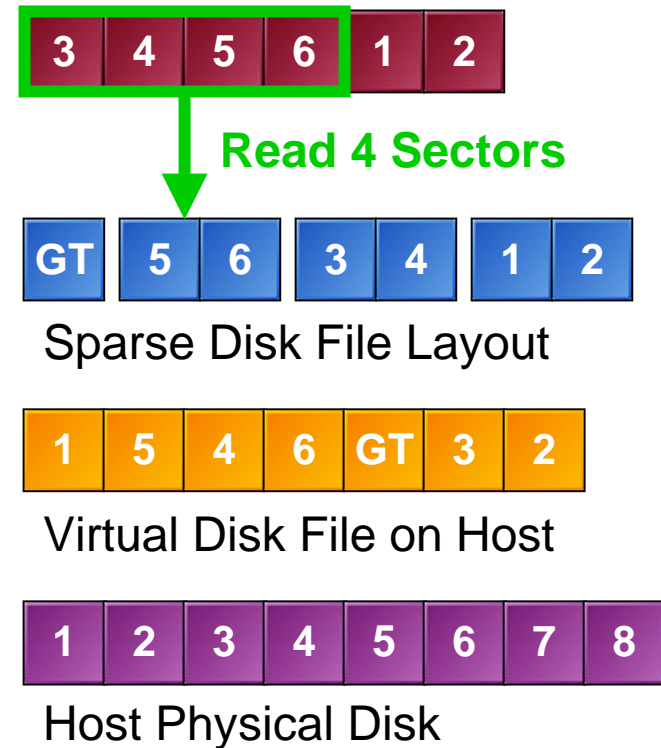 3 4 5 6 1 2
Read 4 Sectors
GT 5 6 3 4 1 2
Sparse Disk File Layout
1 5 4 6 GT 3 2
Virtual Disk File on Host
1 2 3 4 5 6 7 8
Host Physical Disk